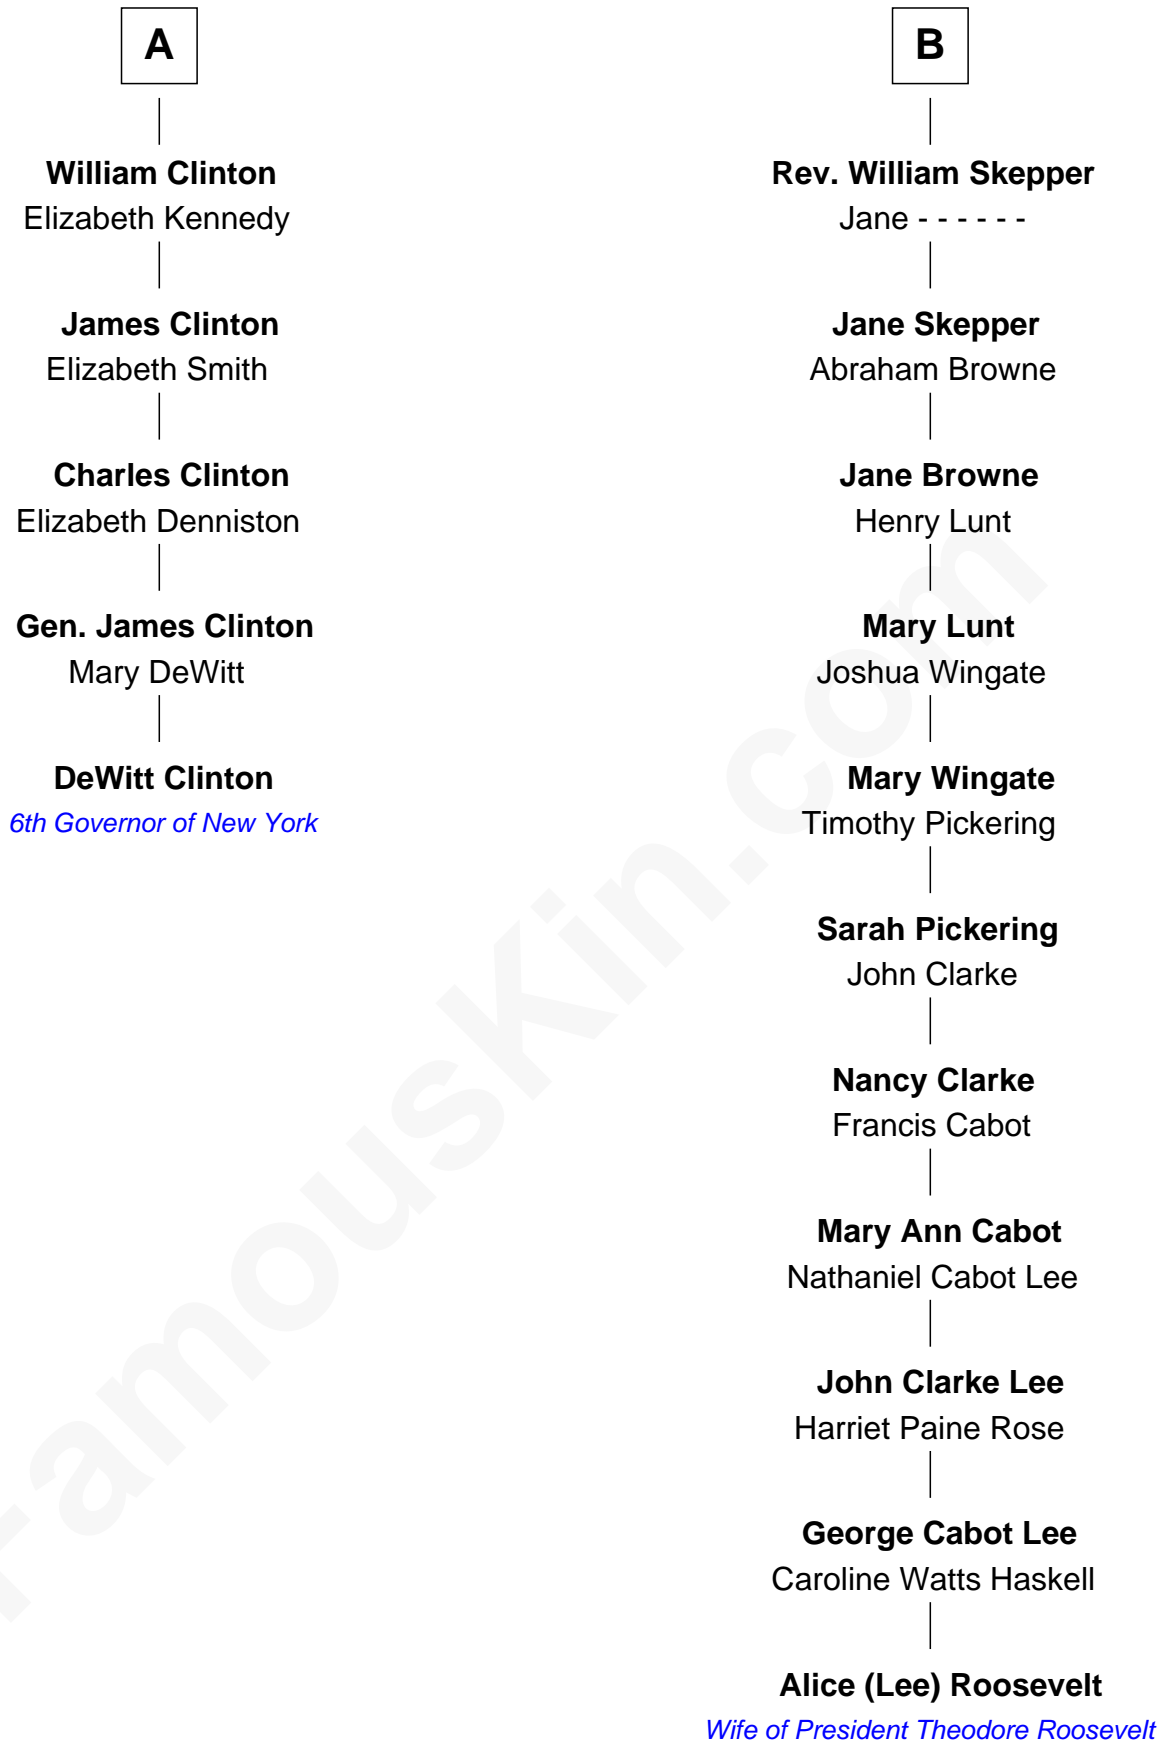 A
William Clinton
Elizabeth Kennedy
James Clinton
Elizabeth Smith
Charles Clinton
Elizabeth Denniston
Gen. James Clinton
Mary DeWitt
DeWitt Clinton
6th Governor of New York
B
Rev. William Skepper
Jane - - - - - -
Jane Skepper
Abraham Browne
Jane Browne
Henry Lunt
Mary Lunt
Joshua Wingate
Mary Wingate
Timothy Pickering
Sarah Pickering
John Clarke
Nancy Clarke
Francis Cabot
Mary Ann Cabot
Nathaniel Cabot Lee
John Clarke Lee
Harriet Paine Rose
George Cabot Lee
Caroline Watts Haskell
Alice (Lee) Roosevelt
Wife of President Theodore Roosevelt
FamousKin.com